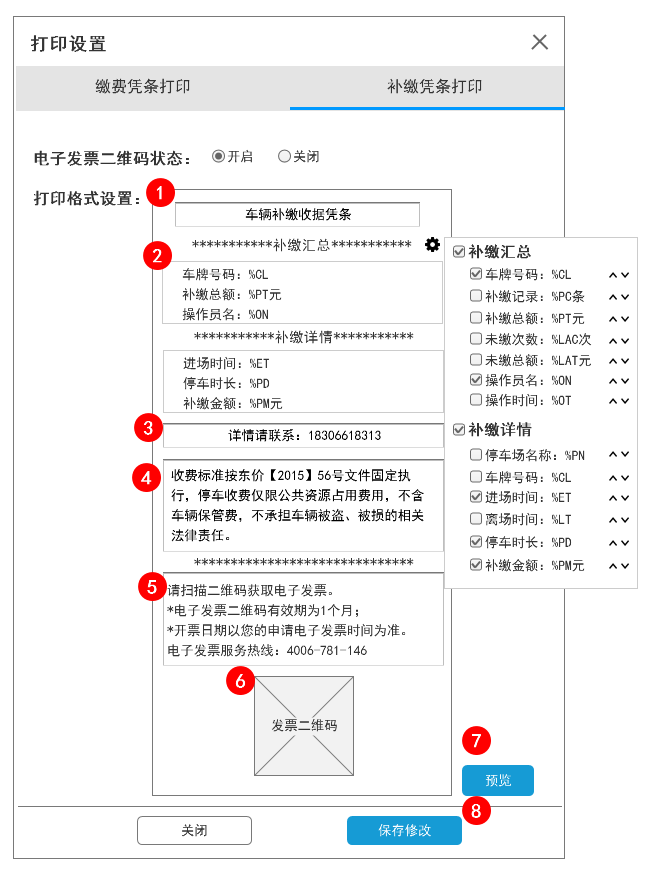 打印设置
缴费凭条打印
补缴凭条打印
电子发票二维码状态：
开启
关闭
打印格式设置：
1
车辆补缴收据凭条
***********补缴汇总***********
2
车牌号码：%CL
补缴总额：%PT元
操作员名：%ON
***********补缴详情***********
进场时间：%ET
停车时长：%PD
补缴金额：%PM元
3
详情请联系：18306618313
4
收费标准按东价【2015】56号文件固定执
行，停车收费仅限公共资源占用费用，不含
车辆保管费，不承担车辆被盗、被损的相关
法律责任。
******************************
5
请扫描二维码获取电子发票。
*电子发票二维码有效期为1个月；
*开票日期以您的申请电子发票时间为准。
电子发票服务热线：4006-781-146
6
发票二维码
补缴汇总
车牌号码：%CL
补缴记录：%PC条
补缴总额：%PT元
未缴次数：%LAC次
未缴总额：%LAT元
操作员名：%ON
操作时间：%OT
补缴详情
停车场名称：%PN
车牌号码：%CL
进场时间：%ET
离场时间：%LT
停车时长：%PD
补缴金额：%PM元
7
预览
8
关闭
保存修改